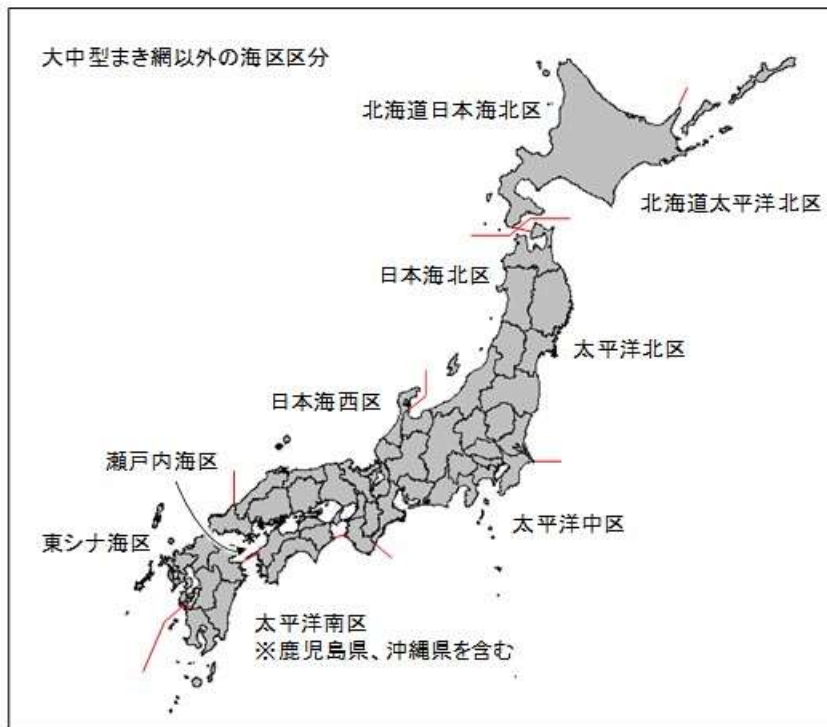 大中型まき網以外の海区区分
北海道日本海北区
北海道太平洋北区
日本海北区
太平洋北区
日本海西区
瀬戸内海区
太平洋中区
東シナ海区
太平洋南区
※鹿児島県、沖縄県を含む